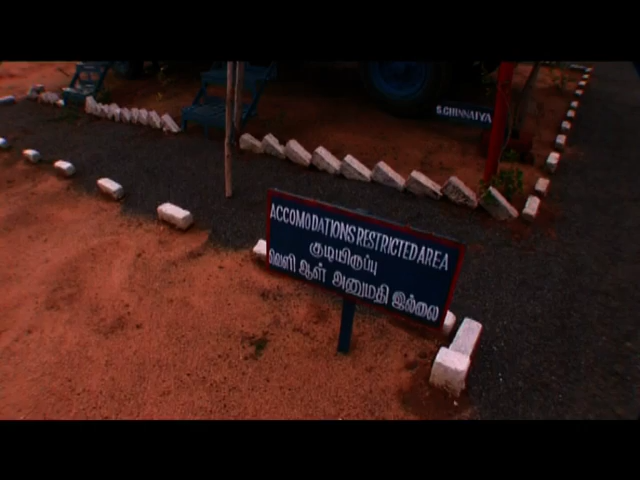 S.CHINNAIYA
ACCOMODATIONS RESTRICTED AREA
குடியிருப்பு
வெளி ஆள் அனுமதி இல்லை